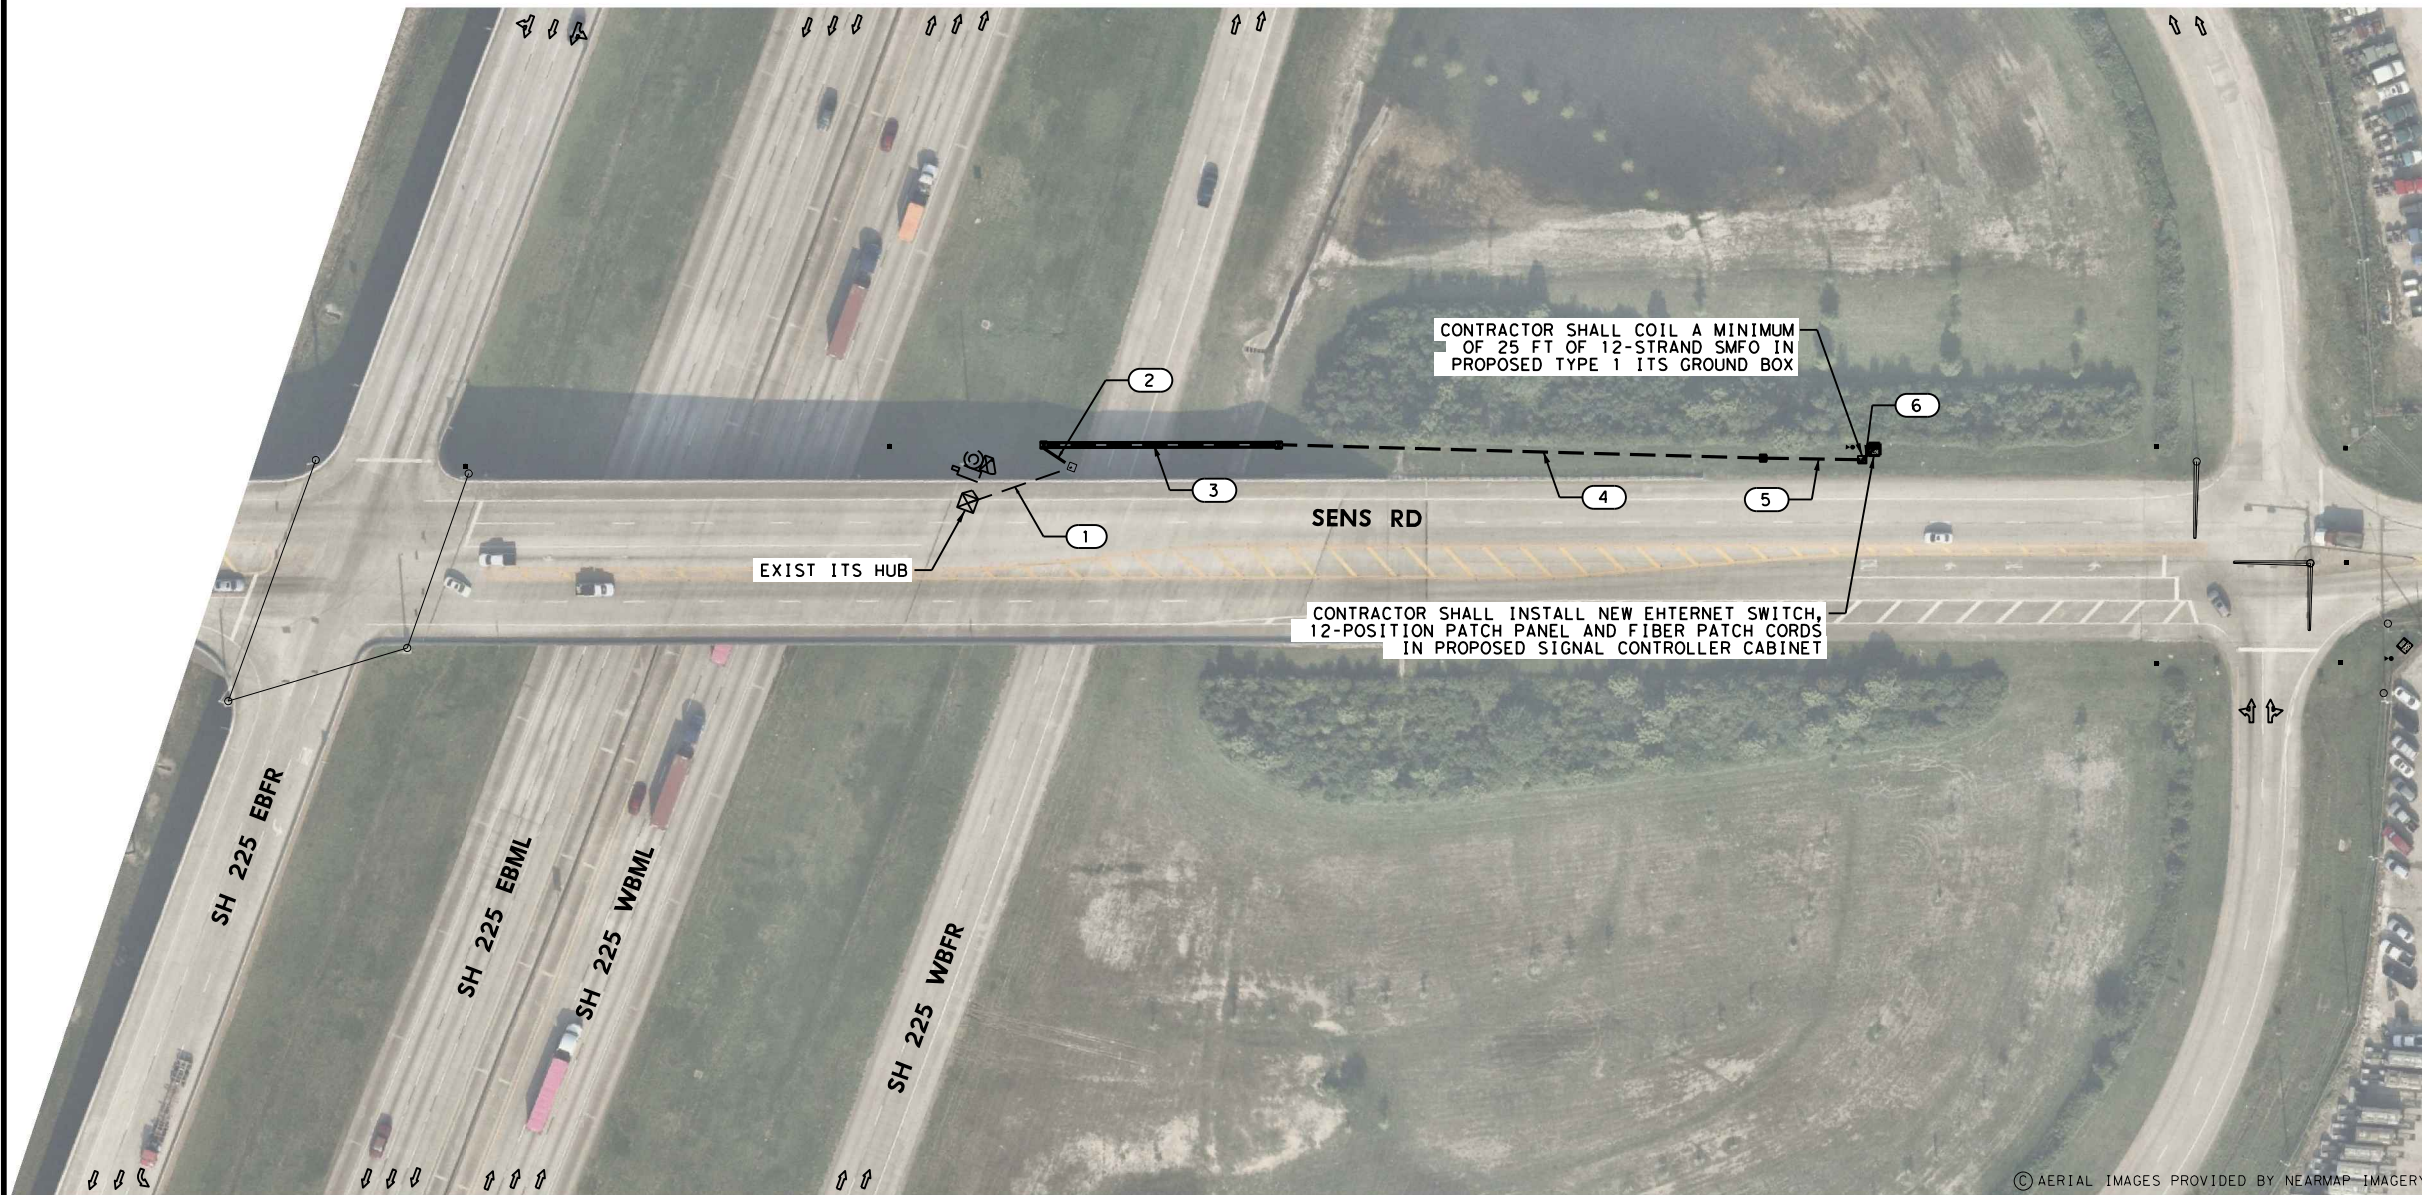 CONTRACTOR SHALL COIL A MINIMUM
OF 25 FT OF 12-STRAND SMFO IN
PROPOSED TYPE 1 ITS GROUND BOX
2
6
3
4
5
1
SENS RD
EXIST ITS HUB
CONTRACTOR SHALL INSTALL NEW EHTERNET SWITCH,
12-POSITION PATCH PANEL AND FIBER PATCH CORDS
IN PROPOSED SIGNAL CONTROLLER CABINET
SH 225 EBFR
SH 225 EBML
SH 225 WBML
SH 225 WBFR
©AERIAL IMAGES PROVIDED BY NEARMAP IMAGERY